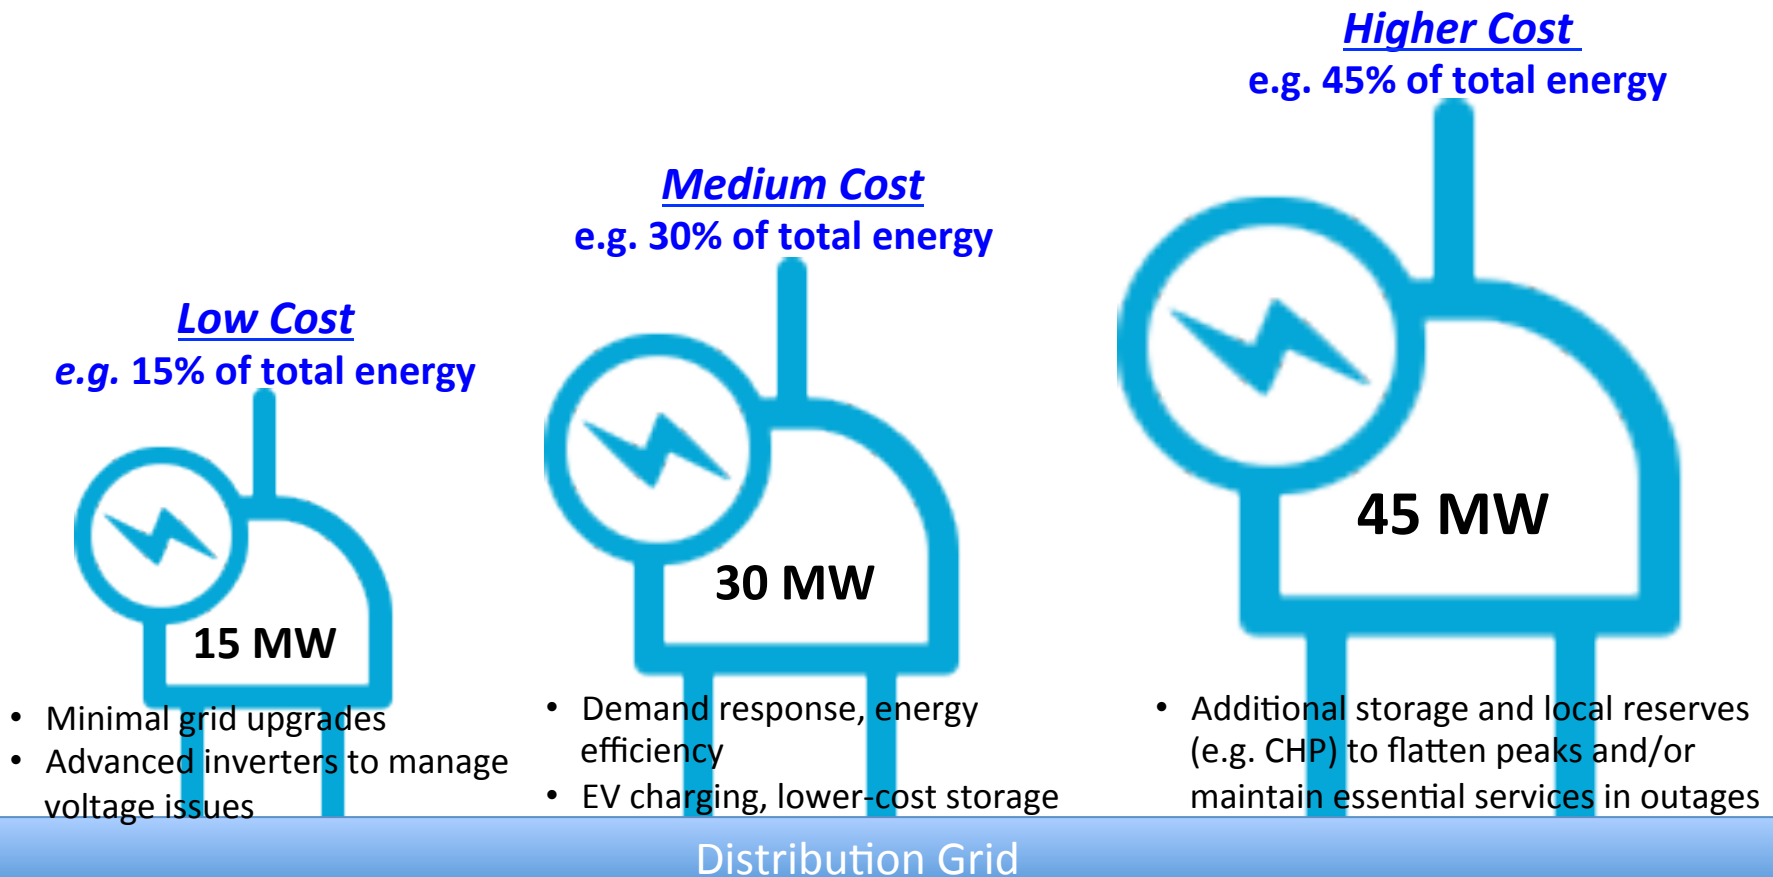 Low Cost
e.g. 15% of total energy
15 MW
• Minimal grid upgrades
• Advanced inverters to manage
voltage issues
Medium Cost
e.g. 30% of total energy
30 MW
• Demand response, energy
efficiency
• EV charging, lower-cost storage
Higher Cost
e.g. 45% of total energy
45 MW
• Additional storage and local reserves
(e.g. CHP) to flatten peaks and/or
maintain essential services in outages
Distribution Grid